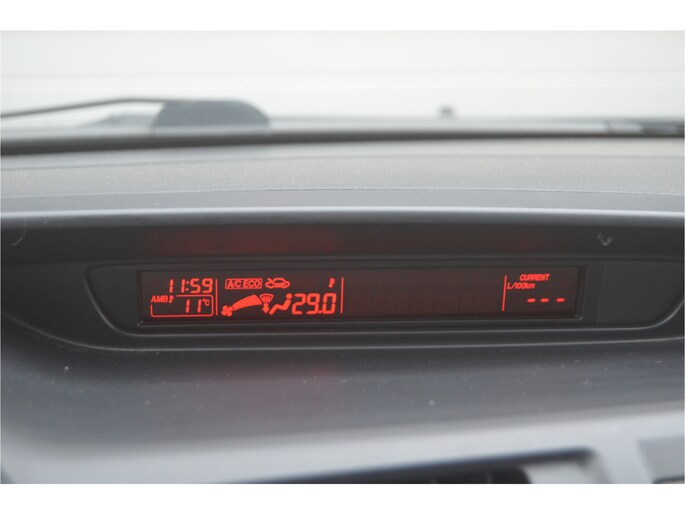 11:59
A/C ECO
AMB 11°C
29.0
CURRENT
L/100km
---